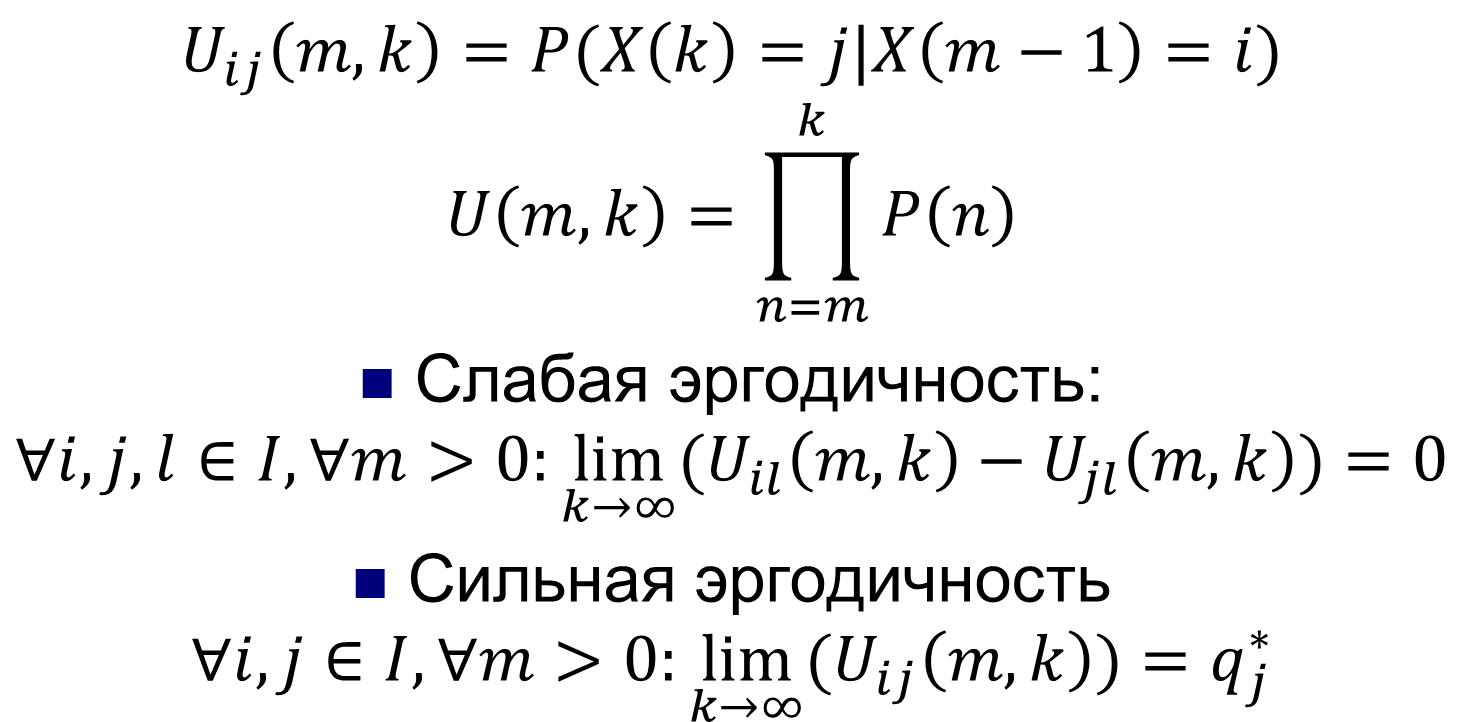 U_{ij}(m, k) = P(X(k) = j|X(m − 1) = i)
U(m, k) = ∏_{n=m}^{k} P(n)
■ Слабая эргодичность:
∀i, j, l ∈ I, ∀m > 0: lim_{k→∞} (U_{il}(m, k) − U_{jl}(m, k)) = 0
■ Сильная эргодичность
∀i, j ∈ I, ∀m > 0: lim_{k→∞} (U_{ij}(m, k)) = q_j^*